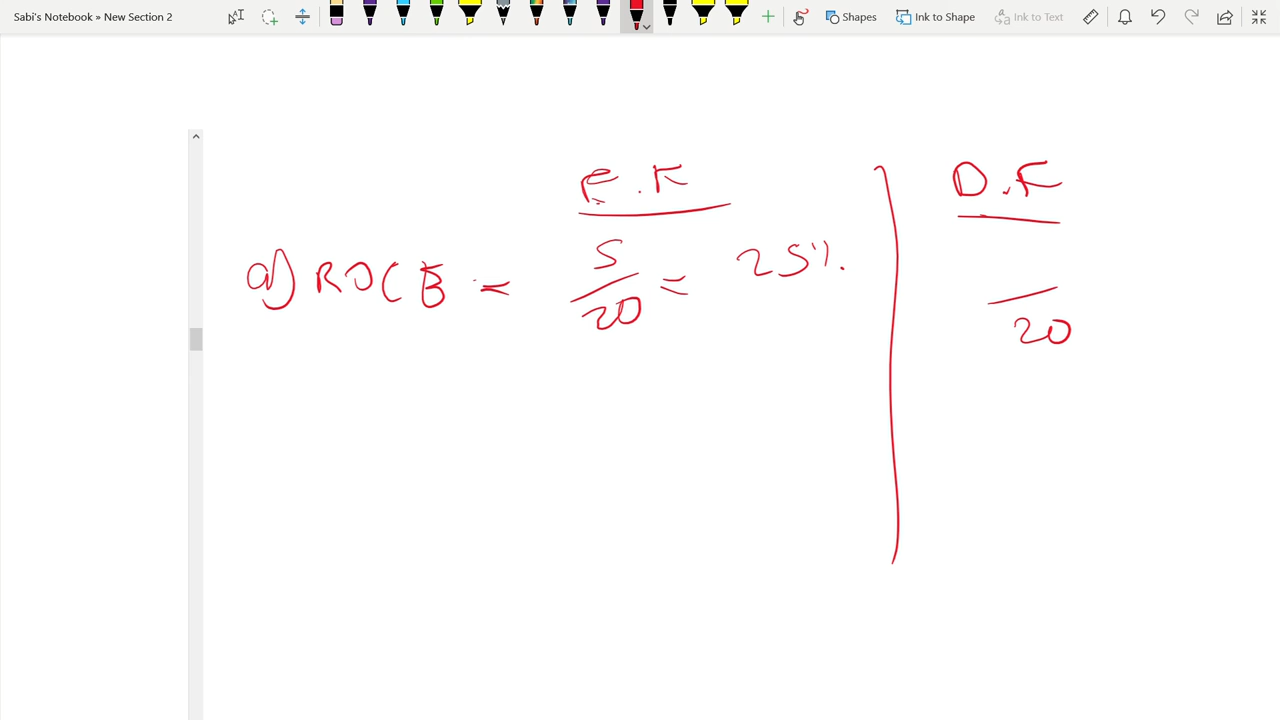 Sabi's Notebook » New Section 2
Shapes
Ink to Shape
Ink to Text
E.F
D.F
a) ROCE = 5/20 = 25%.
20